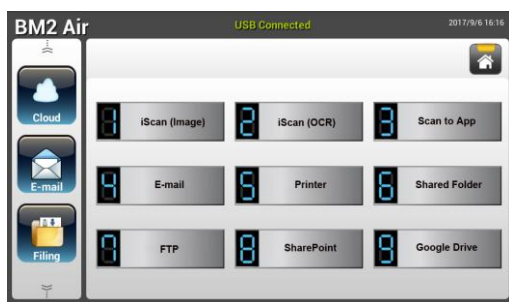 BM2 Air USB Connected 2017/9/6 16:16
Cloud
E-mail
Filing
1 iScan (Image) 2 iScan (OCR) 3 Scan to App
4 E-mail 5 Printer 6 Shared Folder
7 FTP 8 SharePoint 9 Google Drive